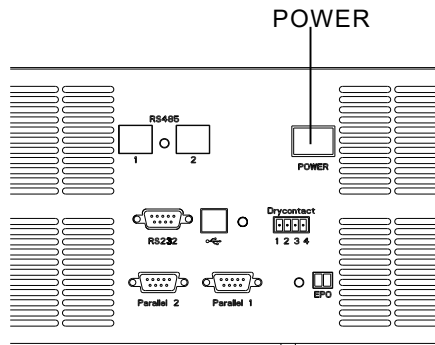 POWER
RS485
1 2
POWER
Drycontact
RS232
1 2 3 4
Parallel 2 Parallel 1
EPO